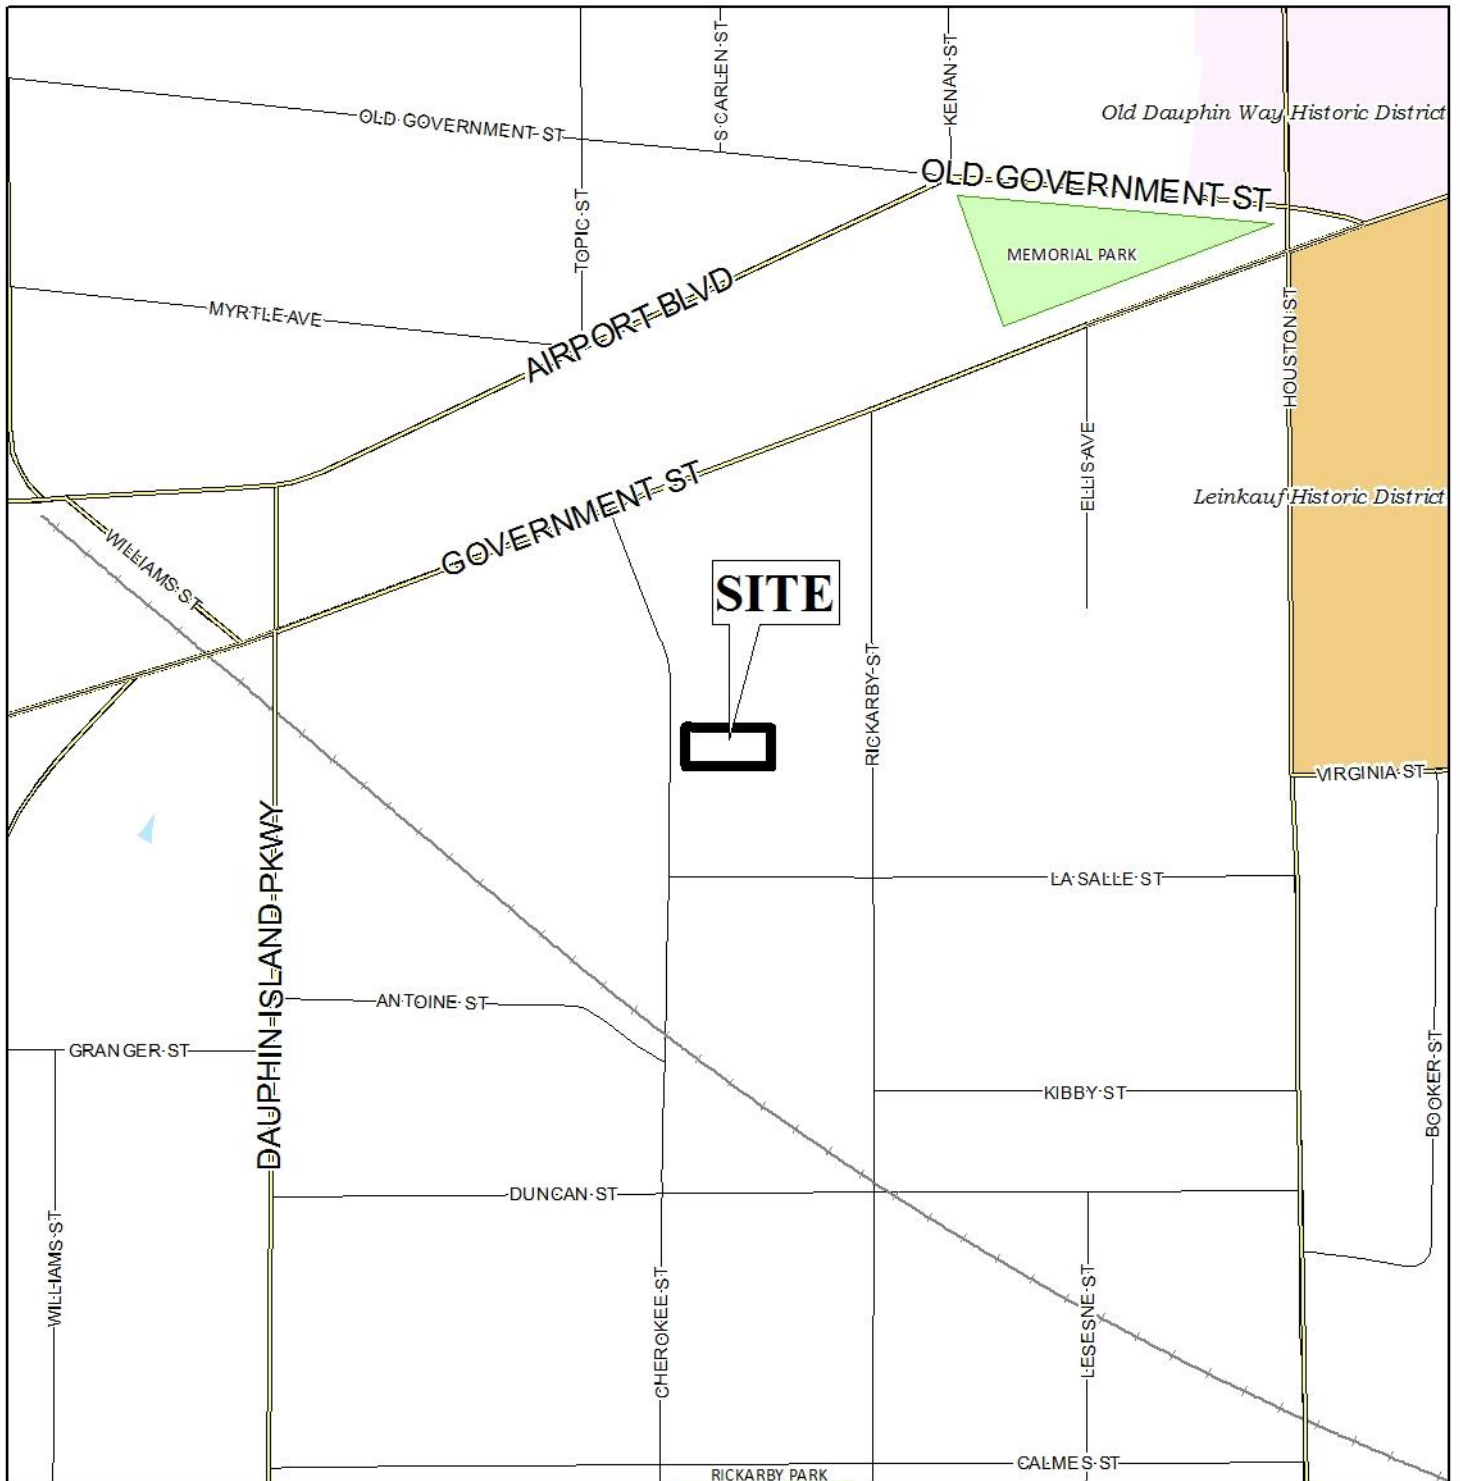 S CARLEN ST
KENAN ST
Old Dauphin Way Historic District
OLD GOVERNMENT ST
OLD GOVERNMENT ST
TOPIC ST
MEMORIAL PARK
AIRPORT BLVD
MYRTLE AVE
HOUSTON ST
ELLIS AVE
Leinkauf Historic District
GOVERNMENT ST
WILLIAMS ST
SITE
RICKARBY ST
VIRGINIA ST
LA SALLE ST
DAUPHIN ISLAND PKWY
ANTOINE ST
GRANGER ST
KIBBY ST
BOOKER ST
DUNCAN ST
WILLIAMS ST
CHEROKEE ST
LESESNE ST
CALMES ST
RICKARBY PARK